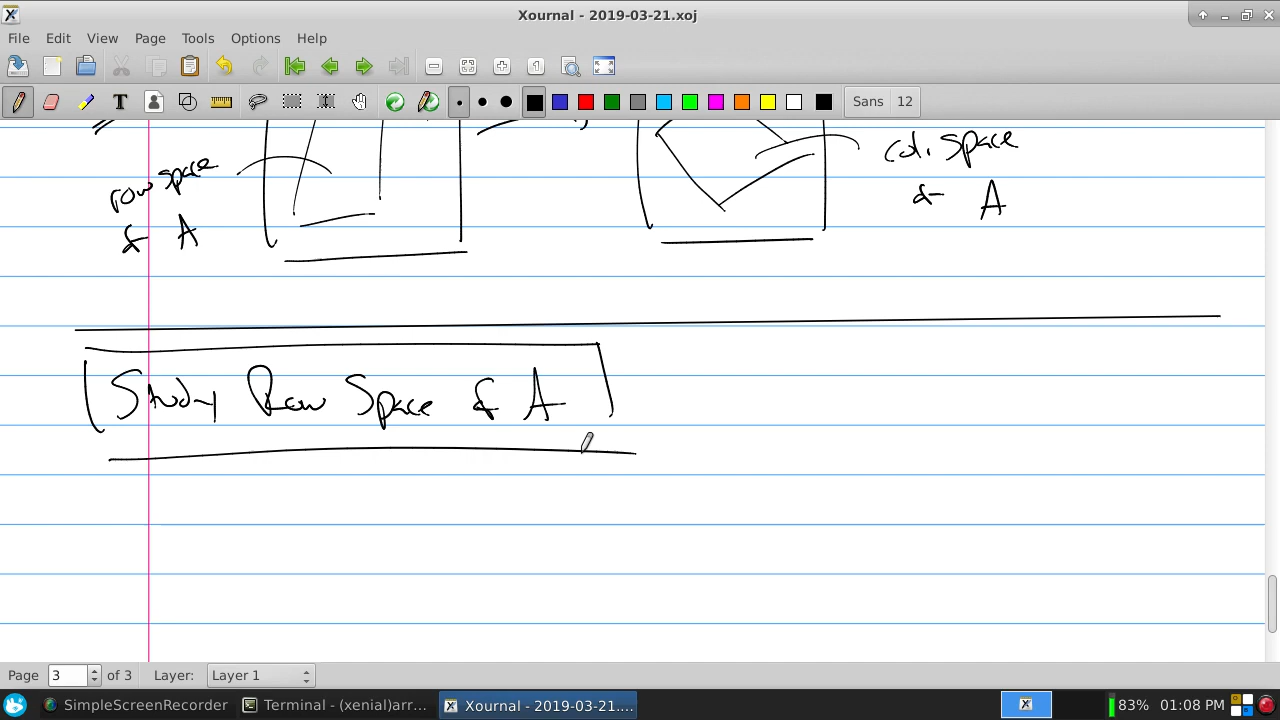 Xournal - 2019-03-21.xoj
File Edit View Page Tools Options Help
Sans 12
row space
of A
col. space
of A
Study Row Space of A
Page 3 of 3 Layer: Layer 1
SimpleScreenRecorder Terminal - (xenial)arr... Xournal - 2019-03-21.... 83% 01:08 PM